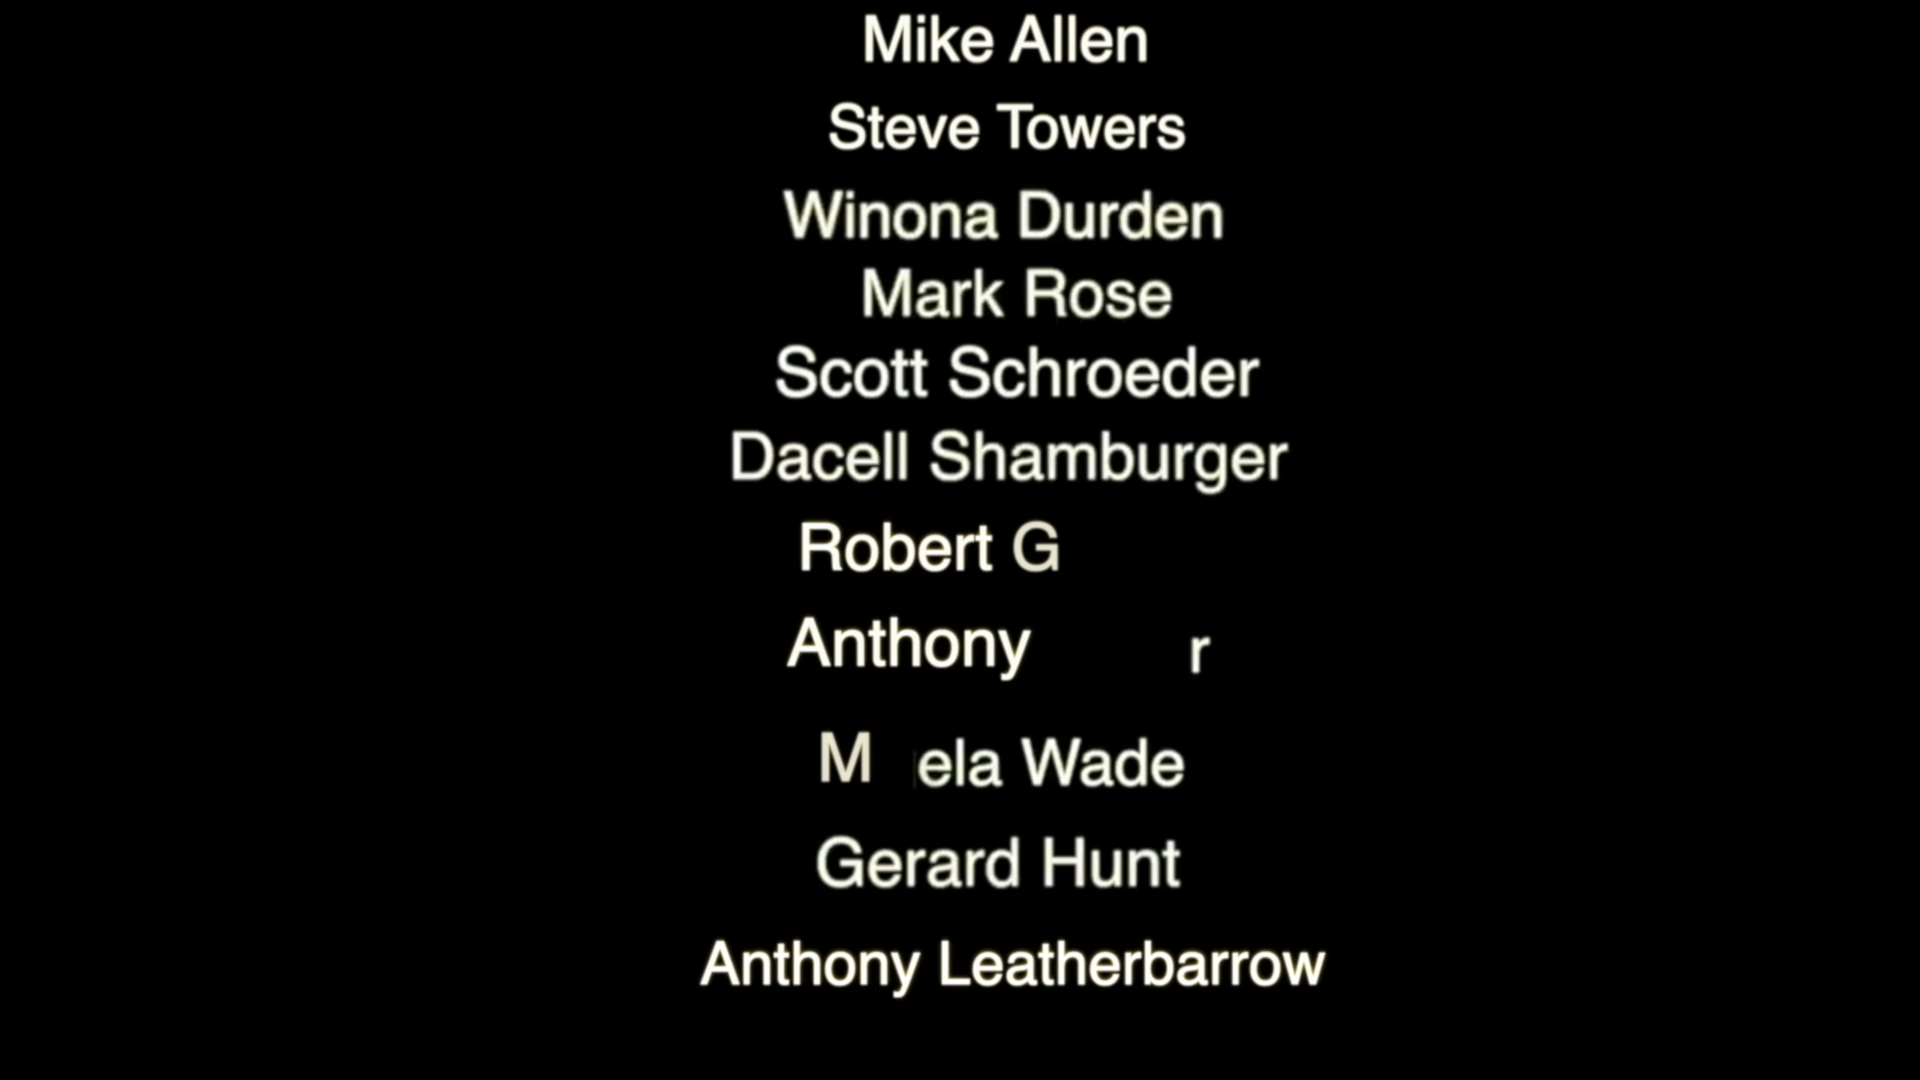 Mike Allen
Steve Towers
Winona Durden
Mark Rose
Scott Schroeder
Dacell Shamburger
Robert G
Anthony r
M ela Wade
Gerard Hunt
Anthony Leatherbarrow